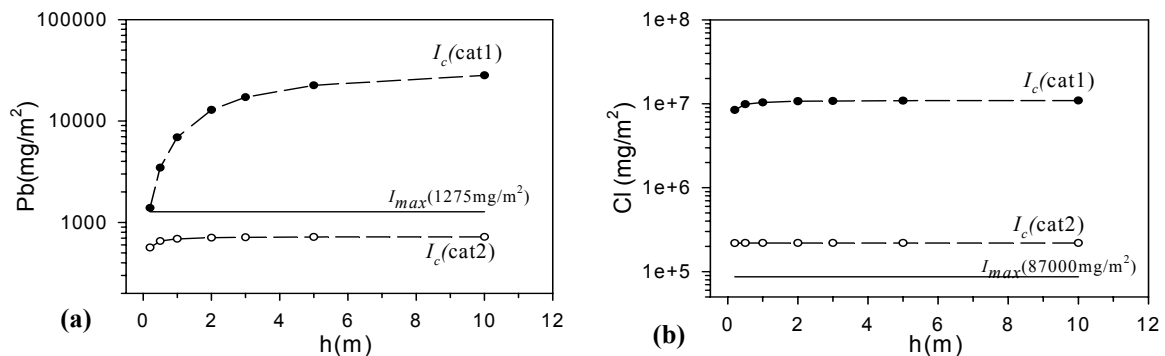 100000
10000
1000
Pb(mg/m²)
I_c(cat1)
I_max(1275mg/m²)
I_c(cat2)
0 2 4 6 8 10 12
h(m)
(a)
1e+8
1e+7
1e+6
1e+5
Cl (mg/m²)
I_c(cat1)
I_c(cat2)
I_max(87000mg/m²)
0 2 4 6 8 10 12
h(m)
(b)